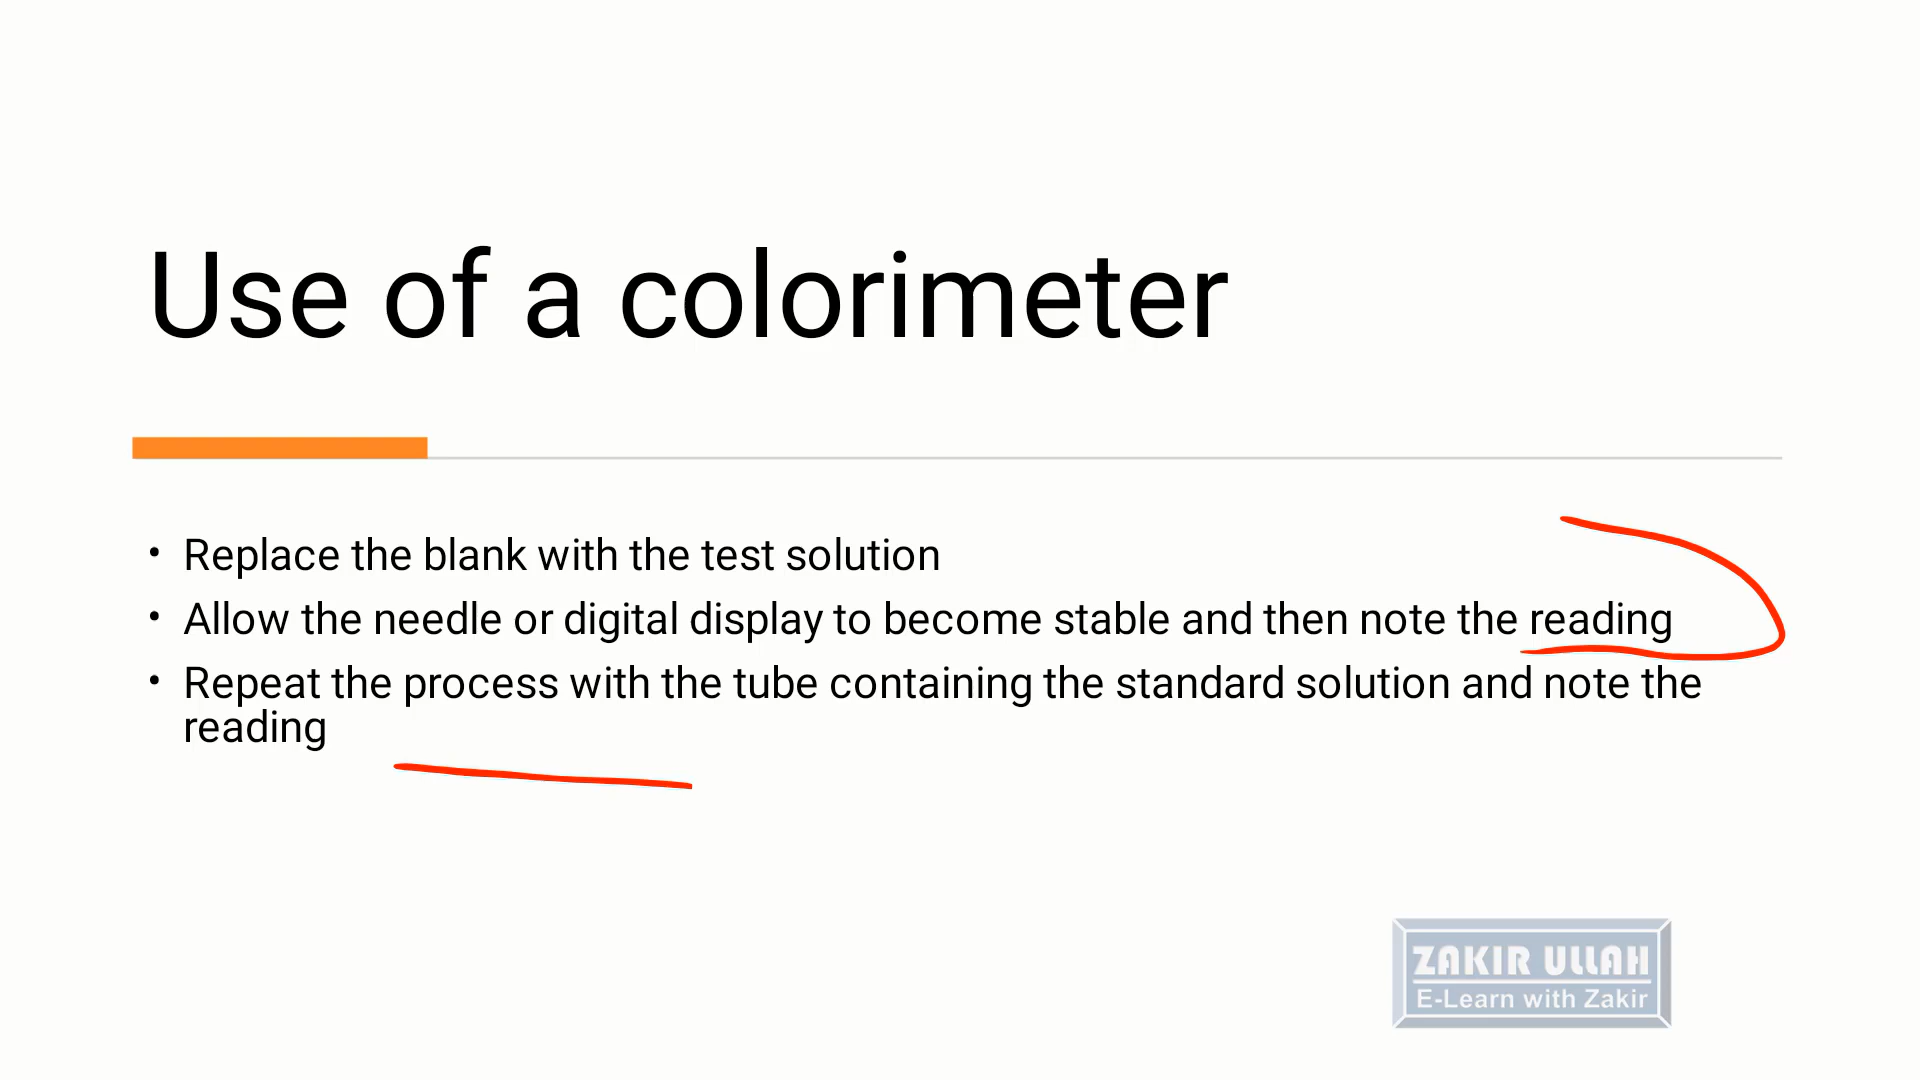 Use of a colorimeter
• Replace the blank with the test solution
• Allow the needle or digital display to become stable and then note the reading
• Repeat the process with the tube containing the standard solution and note the
reading
ZAKIR ULLAH
E-Learn with Zakir